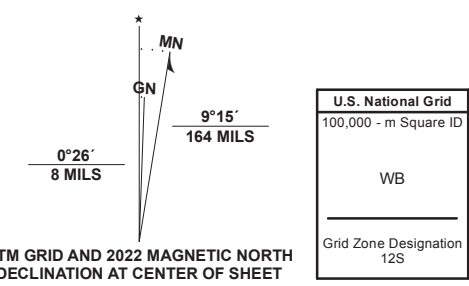 ★
MN
GN
9°15´
164 MILS
0°26´
8 MILS
TM GRID AND 2022 MAGNETIC NORTH
DECLINATION AT CENTER OF SHEET
U.S. National Grid
100,000 - m Square ID
WB
Grid Zone Designation
12S